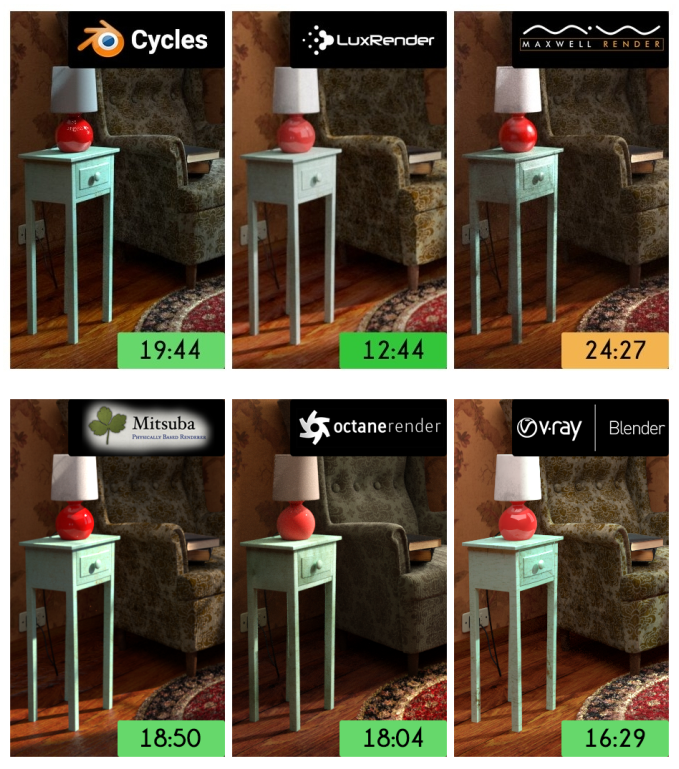 Cycles
LuxRender
MAXWELL RENDER
19:44
12:44
24:27
Mitsuba
PHYSICALLY BASED RENDERER
octanerender
v·ray
Blender
18:50
18:04
16:29